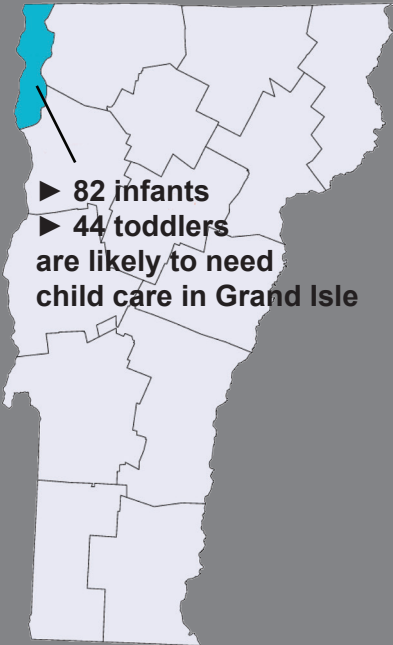 ► 82 infants
► 44 toddlers
are likely to need
child care in Grand Isle